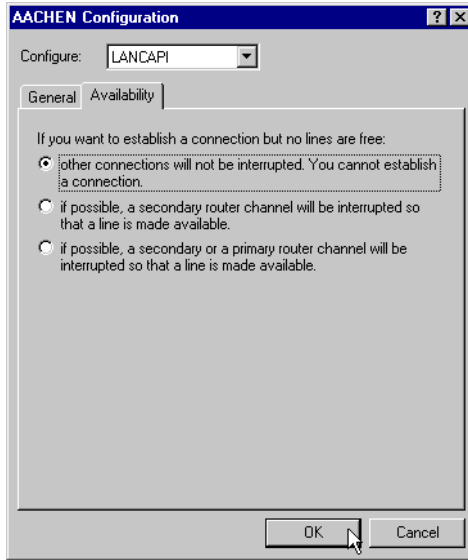 AACHEN Configuration
Configure: LANCAPI
General Availability
If you want to establish a connection but no lines are free:
other connections will not be interrupted. You cannot establish
a connection.
if possible, a secondary router channel will be interrupted so
that a line is made available.
if possible, a secondary or a primary router channel will be
interrupted so that a line is made available.
OK Cancel